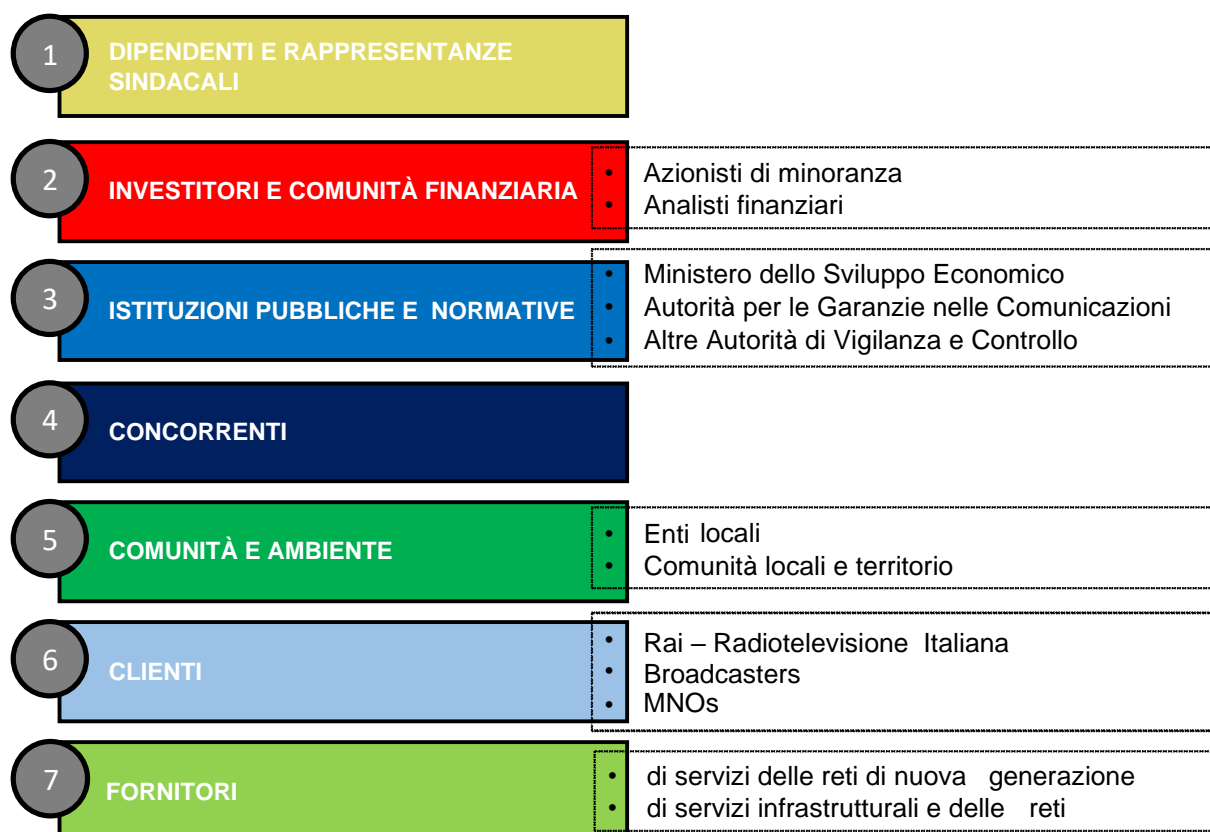 1
DIPENDENTI E RAPPRESENTANZE
SINDACALI
2
INVESTITORI E COMUNITÀ FINANZIARIA
• Azionisti di minoranza
• Analisti finanziari
3
ISTITUZIONI PUBBLICHE E NORMATIVE
• Ministero dello Sviluppo Economico
• Autorità per le Garanzie nelle Comunicazioni
• Altre Autorità di Vigilanza e Controllo
4
CONCORRENTI
5
COMUNITÀ E AMBIENTE
• Enti locali
• Comunità locali e territorio
6
CLIENTI
• Rai – Radiotelevisione Italiana
• Broadcasters
• MNOs
7
FORNITORI
• di servizi delle reti di nuova generazione
• di servizi infrastrutturali e delle reti